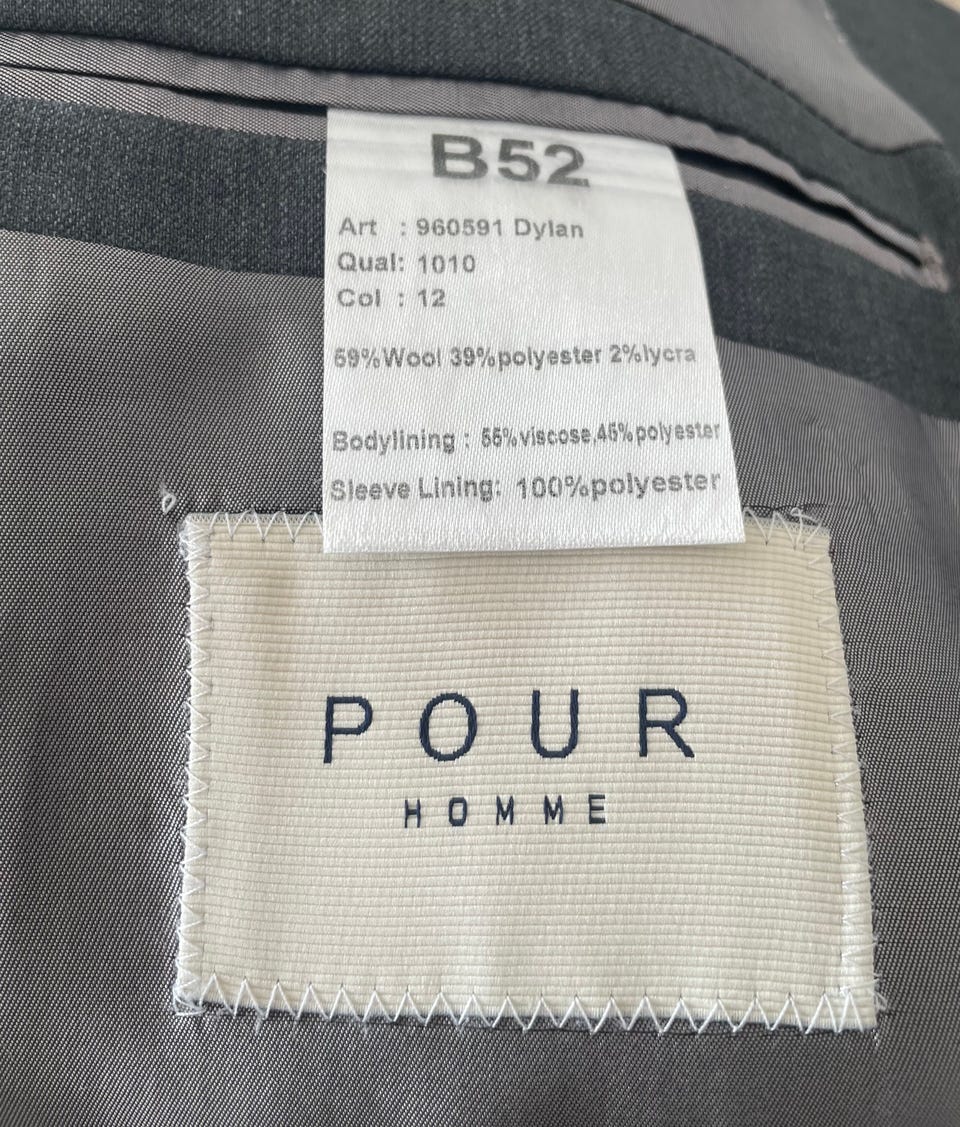 B52
Art : 960591 Dylan
Qual: 1010
Col : 12
59%Wool 39%polyester 2%lycra
Bodylining : 55%viscose,45%polyester
Sleeve Lining: 100%polyester
POUR
HOMME